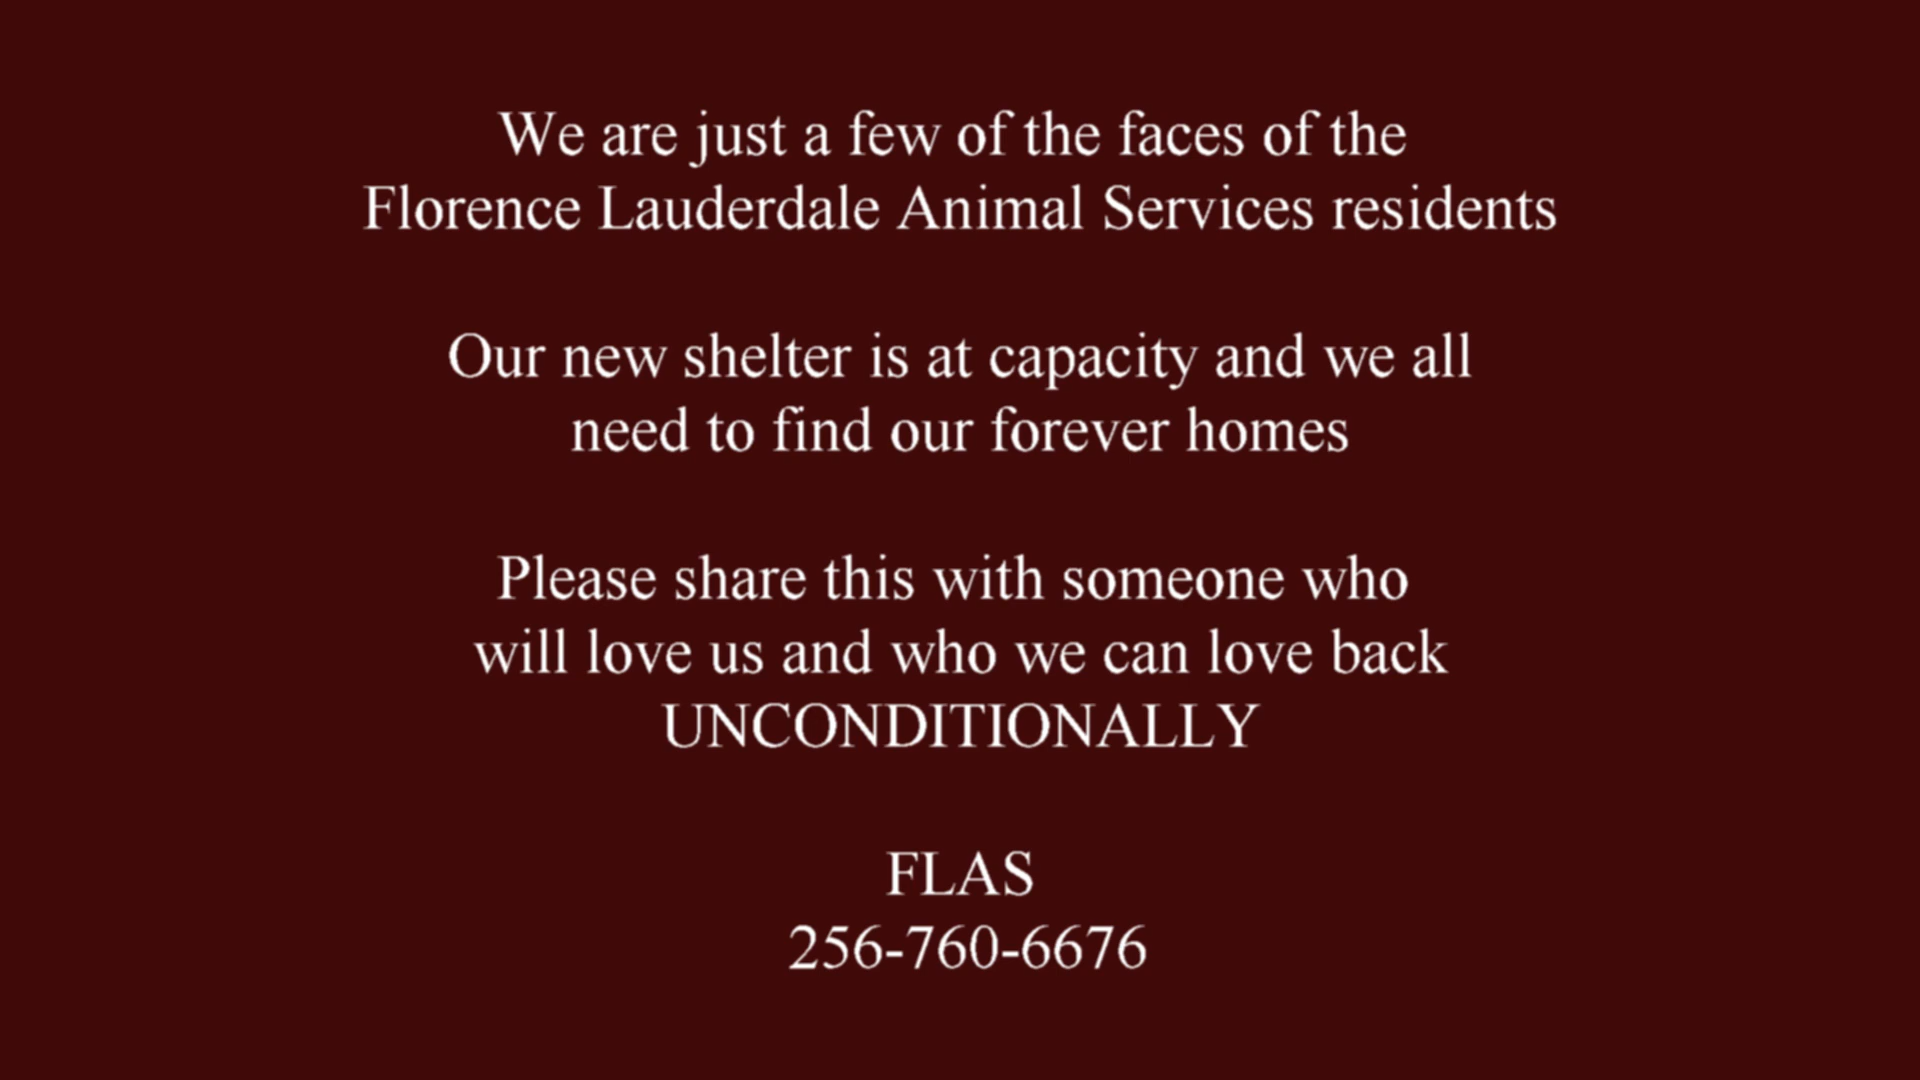 We are just a few of the faces of the
Florence Lauderdale Animal Services residents
Our new shelter is at capacity and we all
need to find our forever homes
Please share this with someone who
will love us and who we can love back
UNCONDITIONALLY
FLAS
256-760-6676